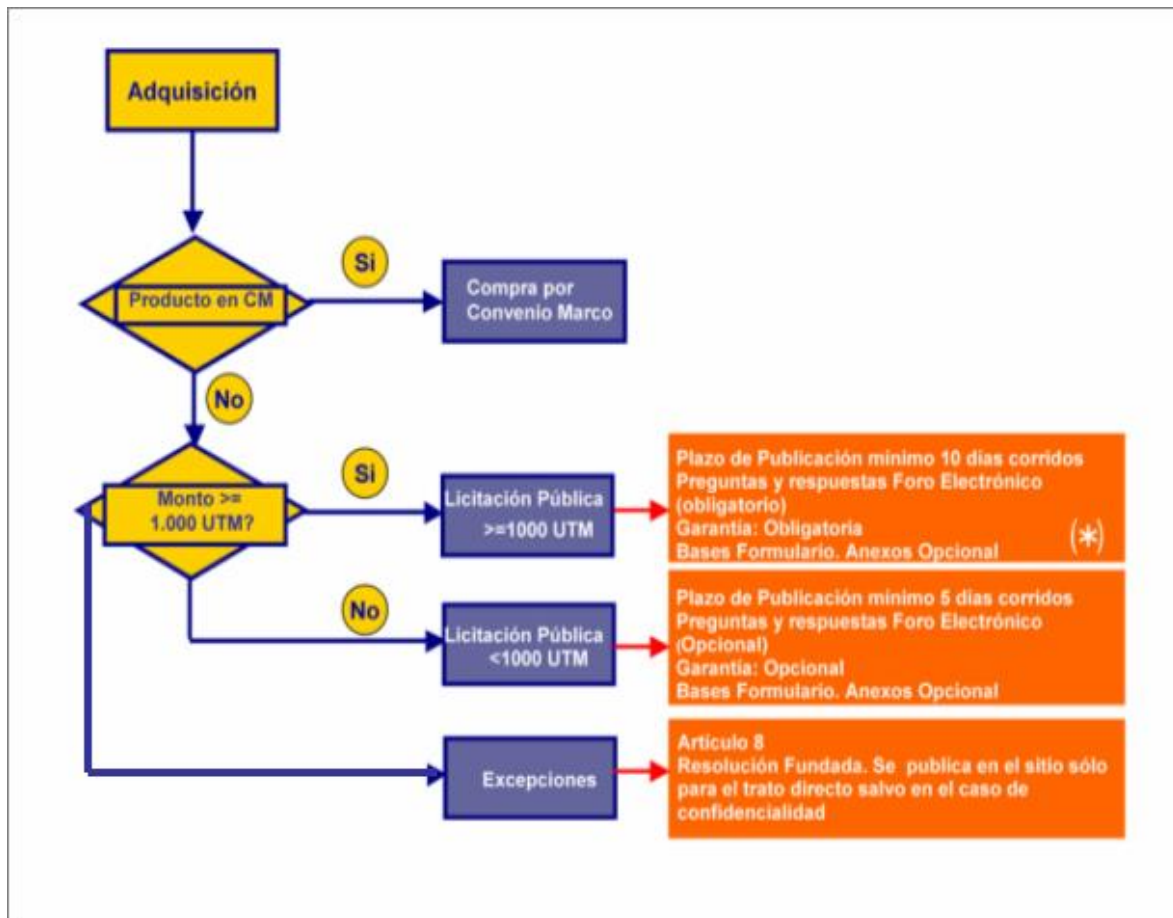 Adquisición
Producto en CM
Si
Compra por
Convenio Marco
No
Monto >=
1.000 UTM?
Si
Licitación Pública
>=1000 UTM
Plazo de Publicación mínimo 10 dias corridos
Preguntas y respuestas Foro Electrónico
(obligatorio)
Garantía: Obligatoria
Bases Formulario. Anexos Opcional
(*)
No
Licitación Pública
<1000 UTM
Plazo de Publicación mínimo 5 dias corridos
Preguntas y respuestas Foro Electrónico
(Opcional)
Garantía: Opcional
Bases Formulario. Anexos Opcional
Excepciones
Artículo 8
Resolución Fundada. Se publica en el sitio sólo
para el trato directo salvo en el caso de
confidencialidad